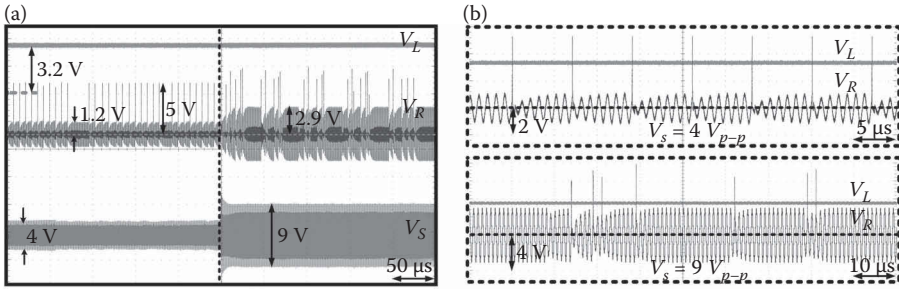 (a)
V_L
3.2 V
1.2 V
5 V
2.9 V
V_R
4 V
9 V
V_S
50 μs
(b)
V_L
V_R
2 V
V_s = 4 V_p–p
5 μs
V_L
V_R
4 V
V_s = 9 V_p–p
10 μs